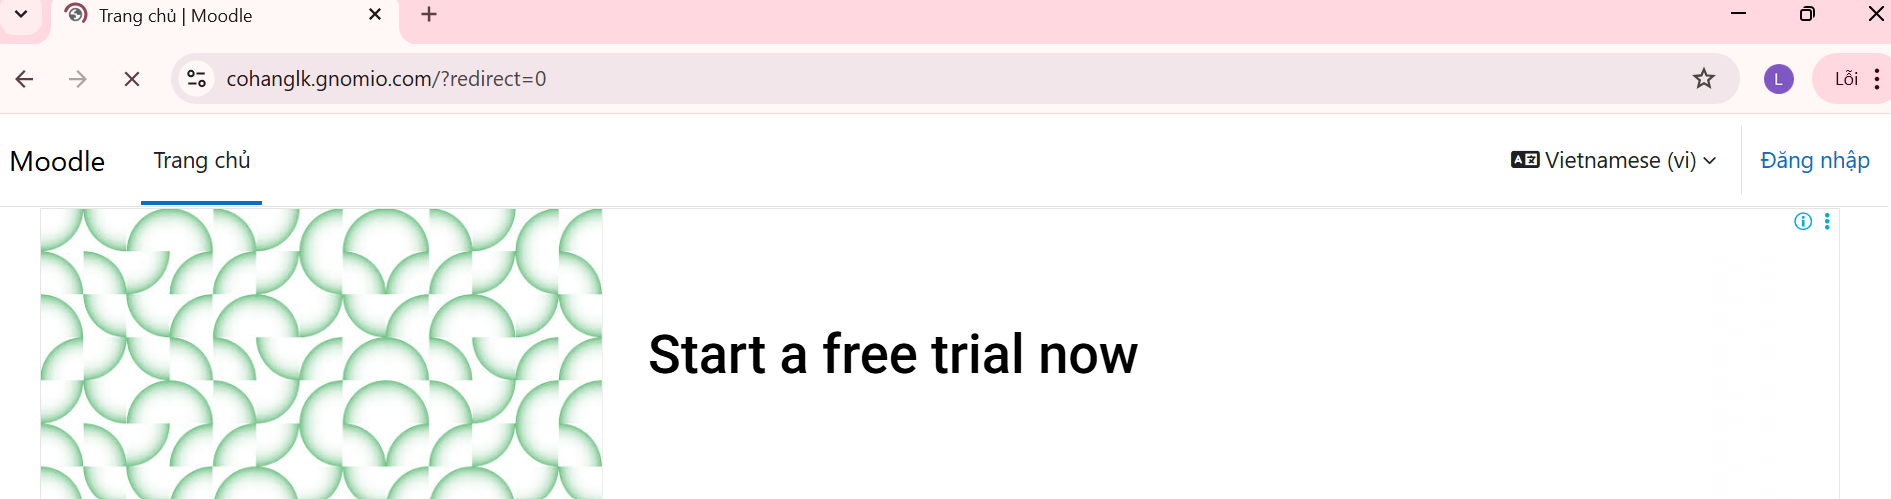 Trang chủ | Moodle
cohanglk.gnomio.com/?redirect=0
L
Lỗi
Moodle
Trang chủ
Vietnamese (vi)
Đăng nhập
Start a free trial now